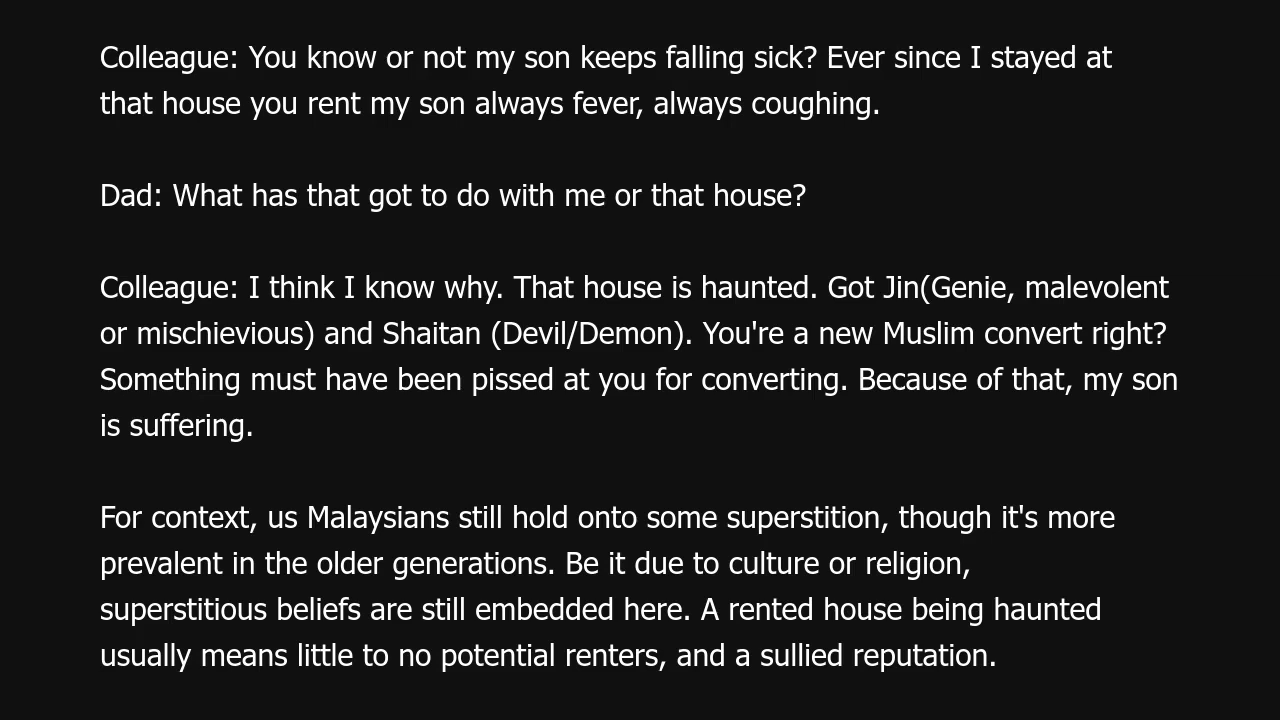 Colleague: You know or not my son keeps falling sick? Ever since I stayed at
that house you rent my son always fever, always coughing.
Dad: What has that got to do with me or that house?
Colleague: I think I know why. That house is haunted. Got Jin(Genie, malevolent
or mischievious) and Shaitan (Devil/Demon). You're a new Muslim convert right?
Something must have been pissed at you for converting. Because of that, my son
is suffering.
For context, us Malaysians still hold onto some superstition, though it's more
prevalent in the older generations. Be it due to culture or religion,
superstitious beliefs are still embedded here. A rented house being haunted
usually means little to no potential renters, and a sullied reputation.